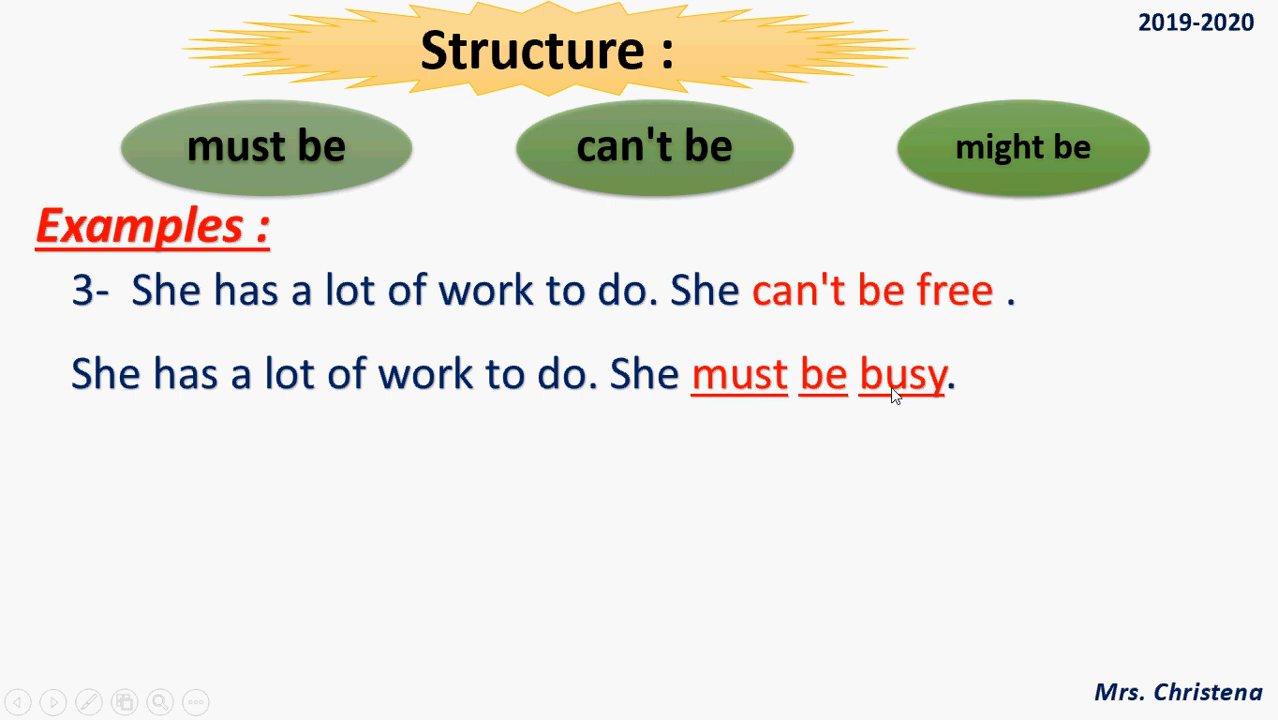 2019-2020
Structure :
must be can't be might be
Examples :
3- She has a lot of work to do. She can't be free .
She has a lot of work to do. She must be busy.
Mrs. Christena